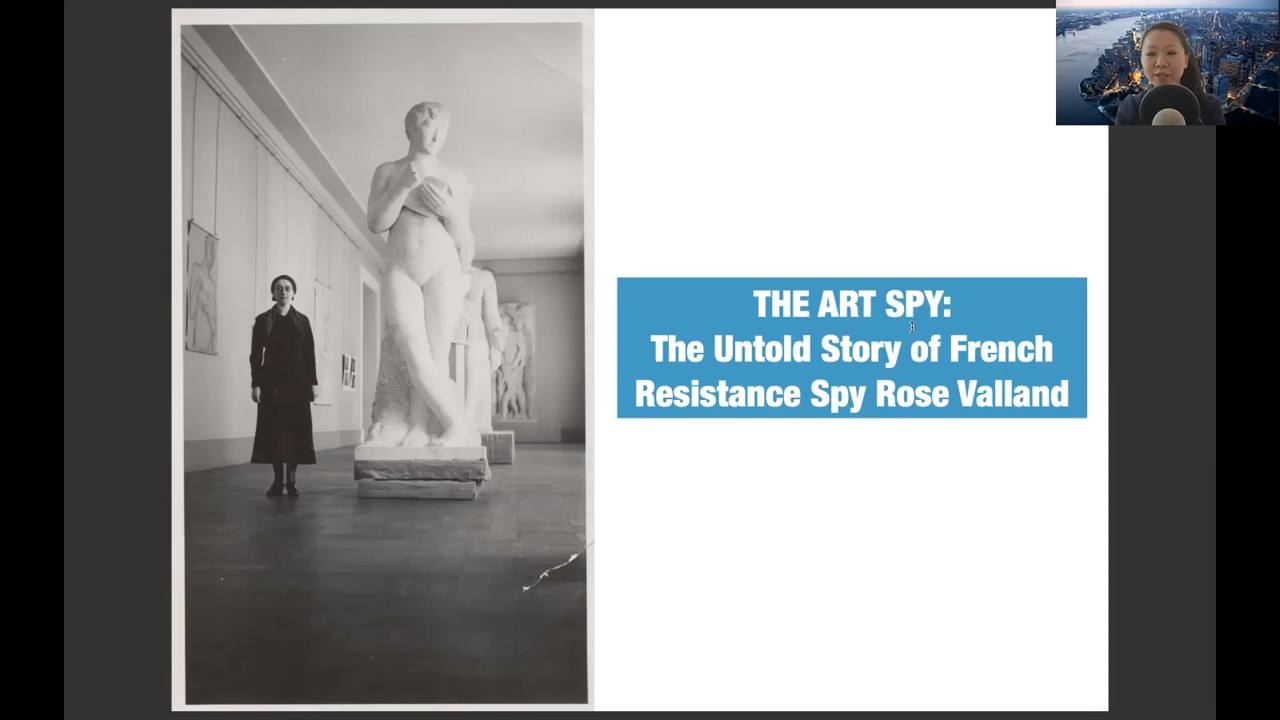 THE ART SPY:
The Untold Story of French
Resistance Spy Rose Valland